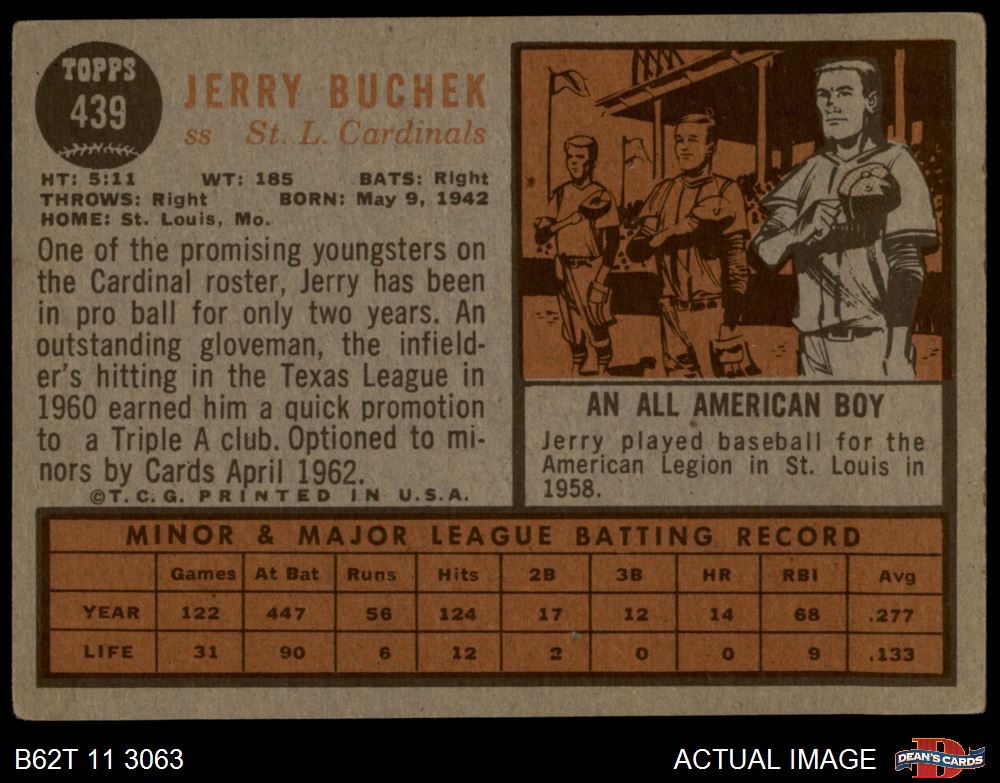 TOPPS
439
JERRY BUCHEK
SS St. L. Cardinals
HT: 5:11 WT: 185 BATS: Right
THROWS: Right BORN: May 9, 1942
HOME: St. Louis, Mo.
One of the promising youngsters on
the Cardinal roster, Jerry has been
in pro ball for only two years. An
outstanding gloveman, the infield-
er's hitting in the Texas League in
1960 earned him a quick promotion
to a Triple A club. Optioned to mi-
nors by Cards April 1962.
©T.C.G. PRINTED IN U.S.A.
AN ALL AMERICAN BOY
Jerry played baseball for the
American Legion in St. Louis in
1958.
MINOR & MAJOR LEAGUE BATTING RECORD
Games At Bat Runs Hits 2B 3B HR RBI Avg
YEAR 122 447 56 124 17 12 14 68 .277
LIFE 31 90 6 12 2 0 0 9 .133
B62T 11 3063
ACTUAL IMAGE
D
DEAN'S CARDS